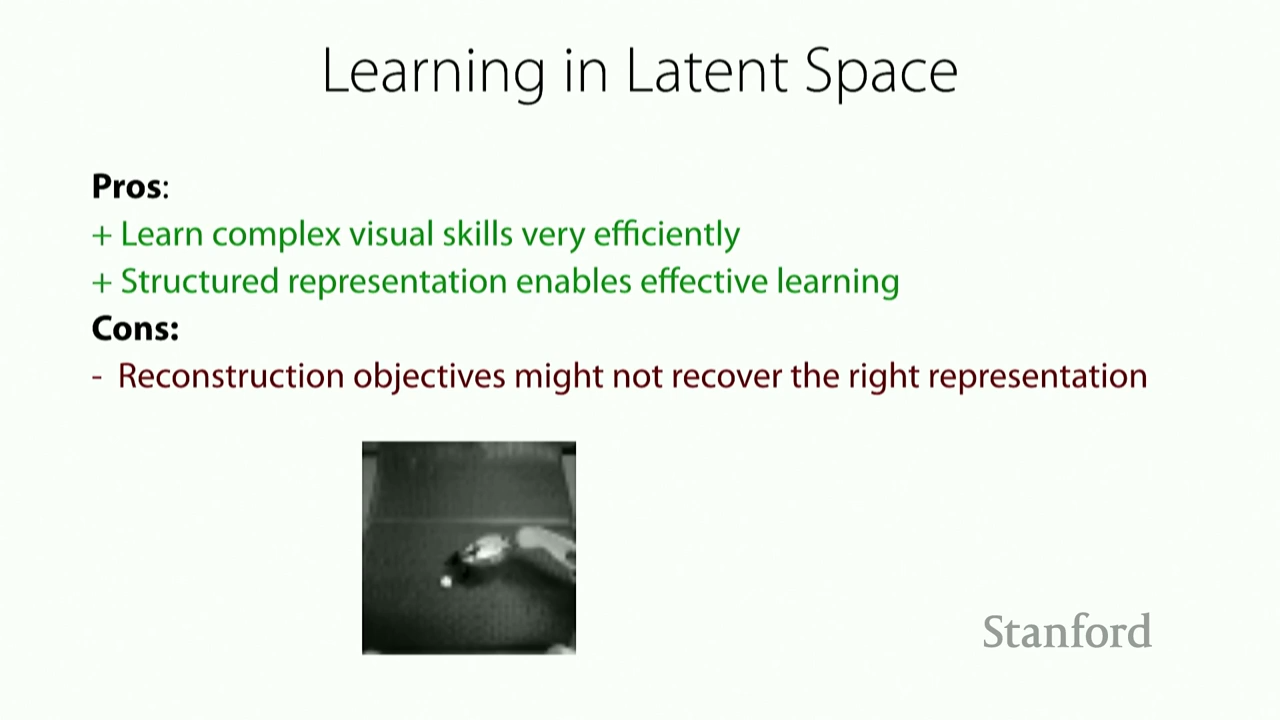 Learning in Latent Space
Pros:
+ Learn complex visual skills very efficiently
+ Structured representation enables effective learning
Cons:
- Reconstruction objectives might not recover the right representation
Stanford